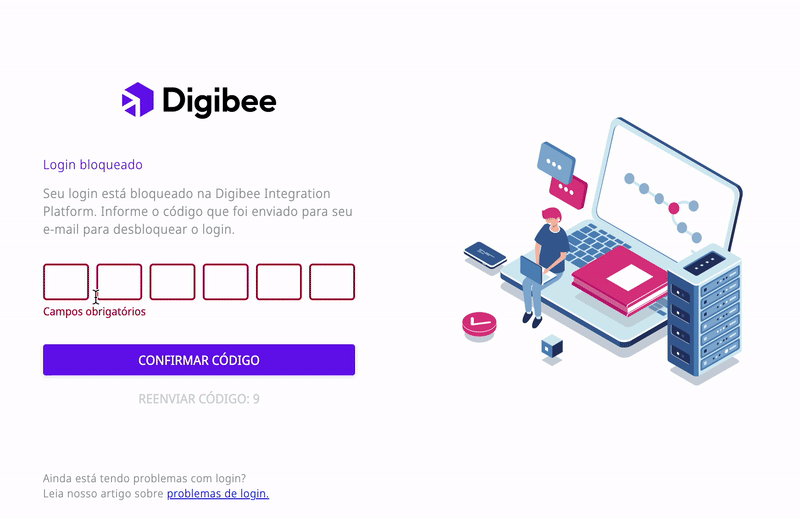 Digibee
Login bloqueado
Seu login está bloqueado na Digibee Integration
Platform. Informe o código que foi enviado para seu
e-mail para desbloquear o login.
Campos obrigatórios
CONFIRMAR CÓDIGO
REENVIAR CÓDIGO: 9
Ainda está tendo problemas com login?
Leia nosso artigo sobre problemas de login.